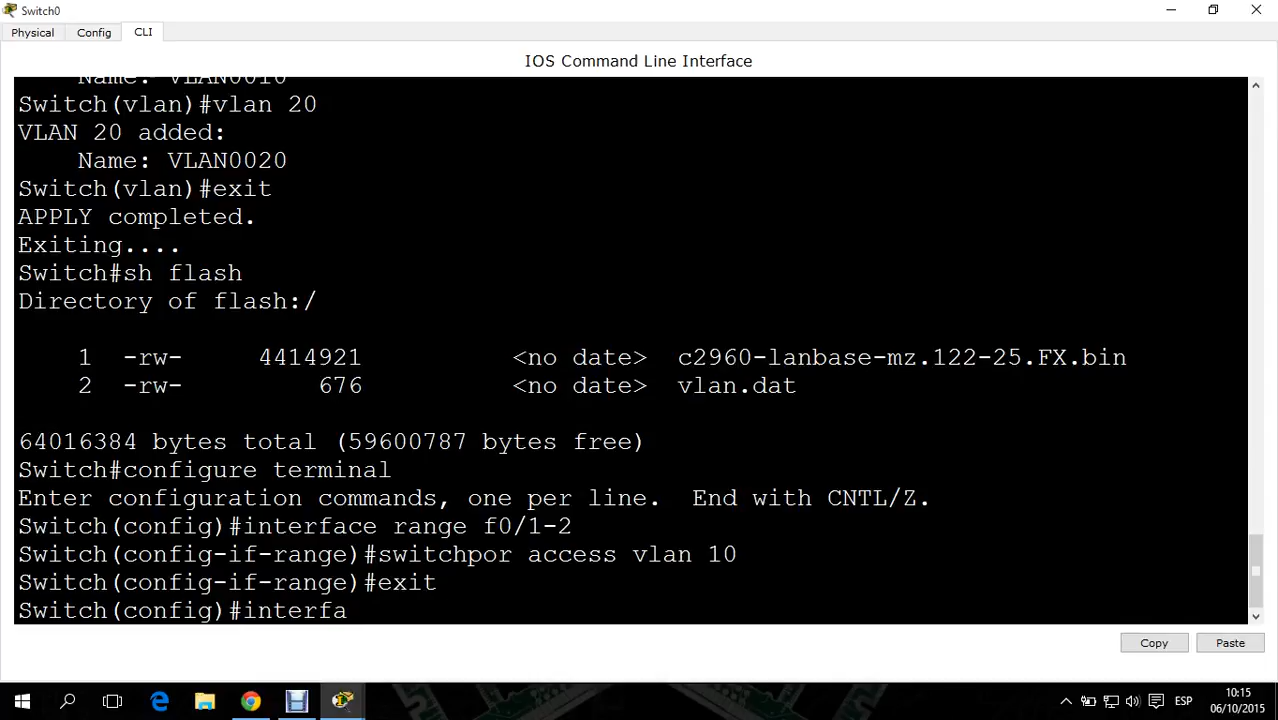 Switch0
Physical
Config
CLI
IOS Command Line Interface
Name: VLAN0010
Switch(vlan)#vlan 20
VLAN 20 added:
Name: VLAN0020
Switch(vlan)#exit
APPLY completed.
Exiting....
Switch#sh flash
Directory of flash:/
1 -rw- 4414921 <no date> c2960-lanbase-mz.122-25.FX.bin
2 -rw- 676 <no date> vlan.dat
64016384 bytes total (59600787 bytes free)
Switch#configure terminal
Enter configuration commands, one per line. End with CNTL/Z.
Switch(config)#interface range f0/1-2
Switch(config-if-range)#switchpor access vlan 10
Switch(config-if-range)#exit
Switch(config)#interfa
Copy
Paste
ESP
10:15
06/10/2015